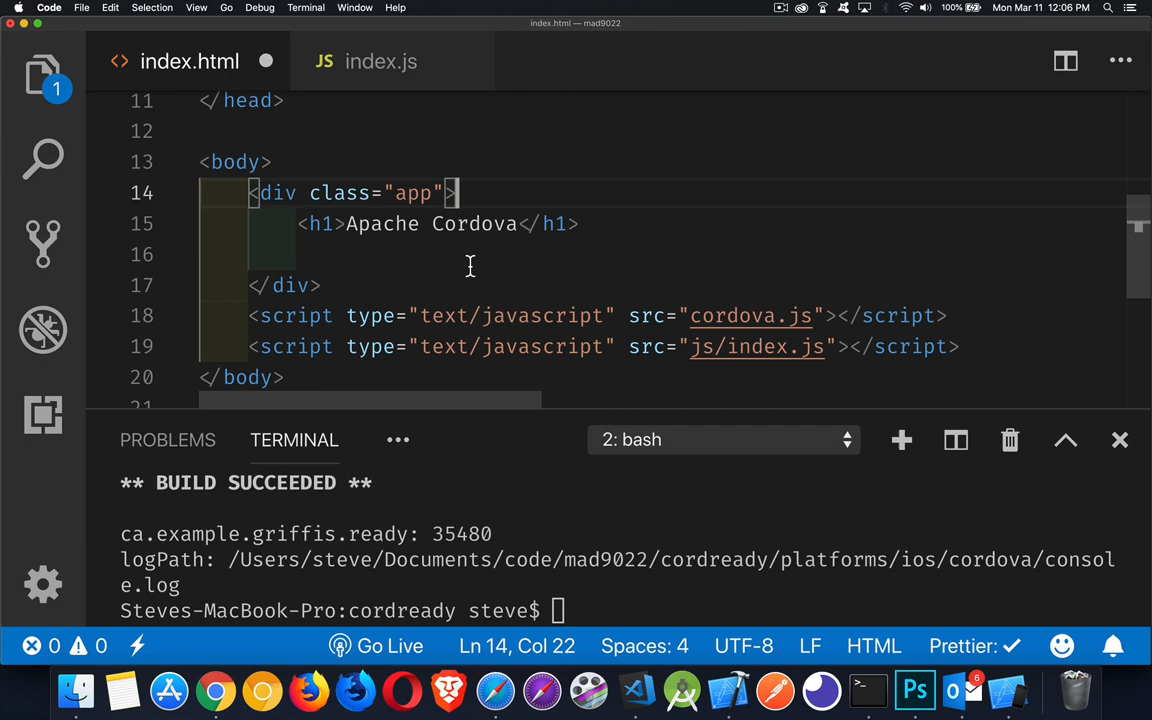 Code File Edit Selection View Go Debug Terminal Window Help 100% Mon Mar 11 12:06 PM
index.html — mad9022
<> index.html JS index.js
1
11 </head>
12
13 <body>
14 <div class="app">
15 <h1>Apache Cordova</h1>
16
17 </div>
18 <script type="text/javascript" src="cordova.js"></script>
19 <script type="text/javascript" src="js/index.js"></script>
20 </body>
21
PROBLEMS TERMINAL ••• 2: bash
** BUILD SUCCEEDED **
ca.example.griffis.ready: 35480
logPath: /Users/steve/Documents/code/mad9022/cordready/platforms/ios/cordova/consol
e.log
Steves-MacBook-Pro:cordready steve$
0 0 Go Live Ln 14, Col 22 Spaces: 4 UTF-8 LF HTML Prettier: ✓
>_ Ps 6